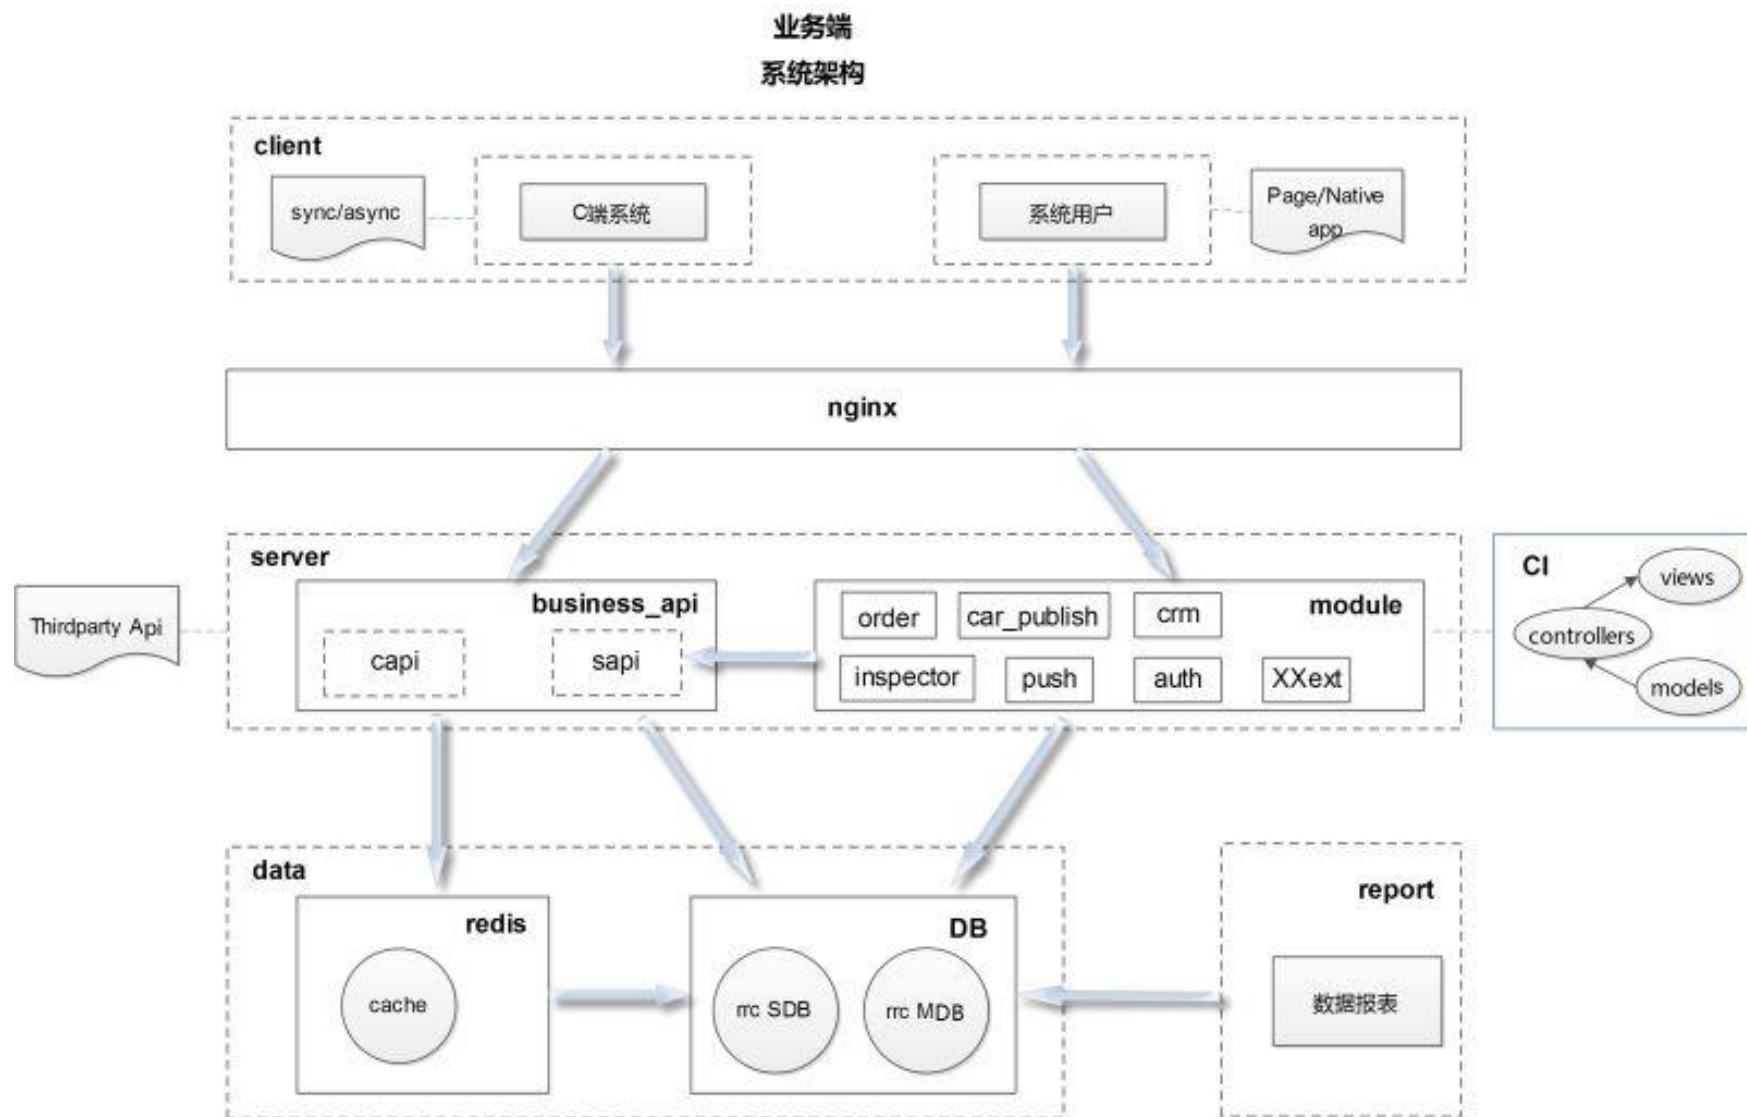 业务端
系统架构
client
sync/async
C端系统
系统用户
Page/Native
app
nginx
server
Thirdparty Api
business_api
capi
sapi
module
order
car_publish
crm
inspector
push
auth
XXext
CI
views
controllers
models
data
redis
cache
DB
rrc SDB
rrc MDB
report
数据报表